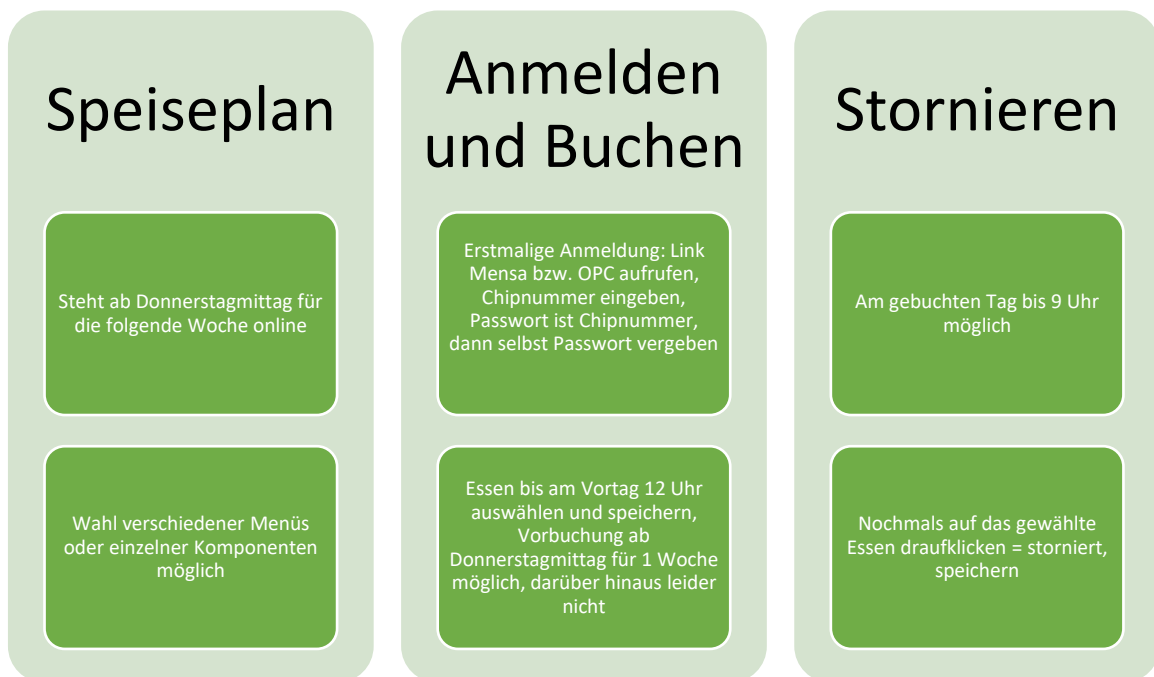 Speiseplan
Steht ab Donnerstagmittag für
die folgende Woche online
Wahl verschiedener Menüs
oder einzelner Komponenten
möglich
Anmelden
und Buchen
Erstmalige Anmeldung: Link
Mensa bzw. OPC aufrufen,
Chipnummer eingeben,
Passwort ist Chipnummer,
dann selbst Passwort vergeben
Essen bis am Vortag 12 Uhr
auswählen und speichern,
Vorbuchung ab
Donnerstagmittag für 1 Woche
möglich, darüber hinaus leider
nicht
Stornieren
Am gebuchten Tag bis 9 Uhr
möglich
Nochmals auf das gewählte
Essen draufklicken = storniert,
speichern